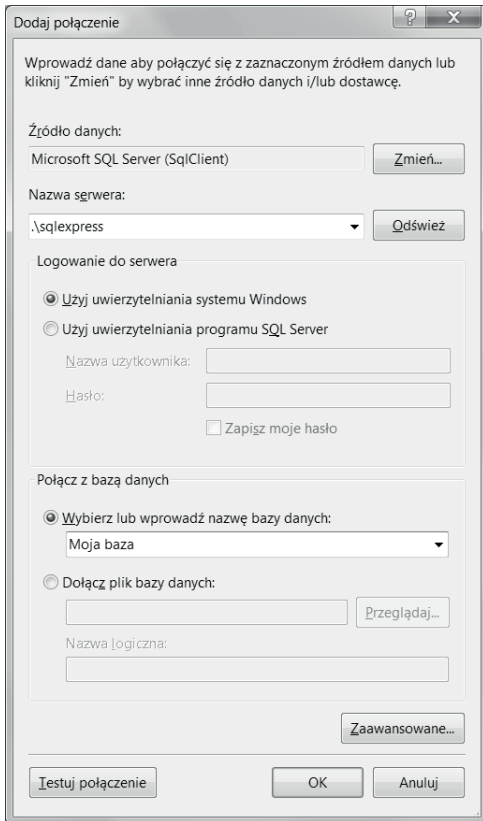 Dodaj połączenie
?
Wprowadź dane aby połączyć się z zaznaczonym źródłem danych lub
kliknij "Zmień" by wybrać inne źródło danych i/lub dostawcę.
Źródło danych:
Microsoft SQL Server (SqlClient)
Zmień...
Nazwa serwera:
.\sqlexpress
Odśwież
Logowanie do serwera
Użyj uwierzytelniania systemu Windows
Użyj uwierzytelniania programu SQL Server
Nazwa użytkownika:
Hasło:
Zapisz moje hasło
Połącz z bazą danych
Wybierz lub wprowadź nazwę bazy danych:
Moja baza
Dołącz plik bazy danych:
Przeglądaj...
Nazwa logiczna:
Zaawansowane...
Testuj połączenie
OK
Anuluj